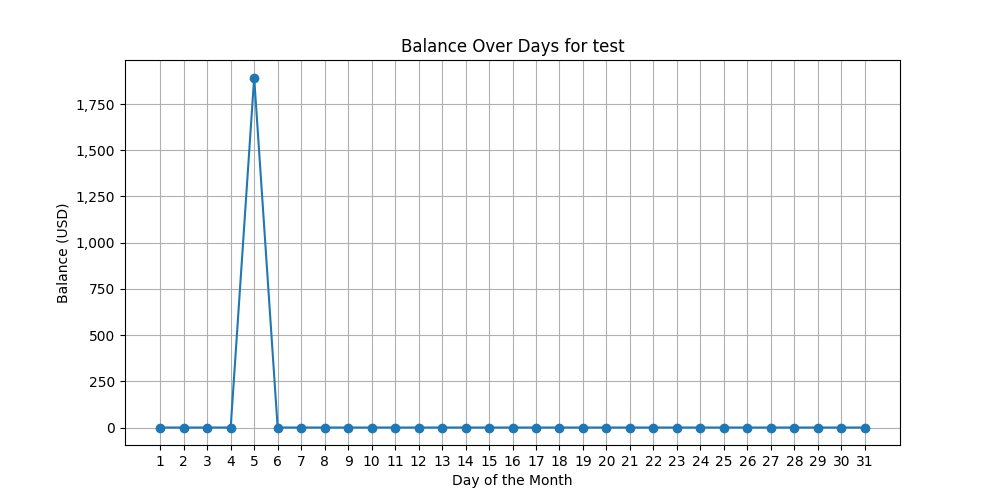 Balance Over Days for test
Balance (USD)
1,750
1,500
1,250
1,000
750
500
250
0
1 2 3 4 5 6 7 8 9 10 11 12 13 14 15 16 17 18 19 20 21 22 23 24 25 26 27 28 29 30 31
Day of the Month